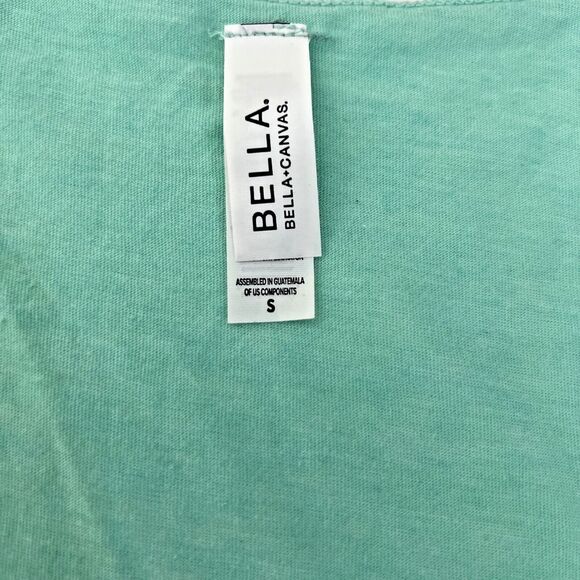 BELLA.
BELLA+CANVAS.
ASSEMBLED IN GUATEMALA
OF US COMPONENTS
S